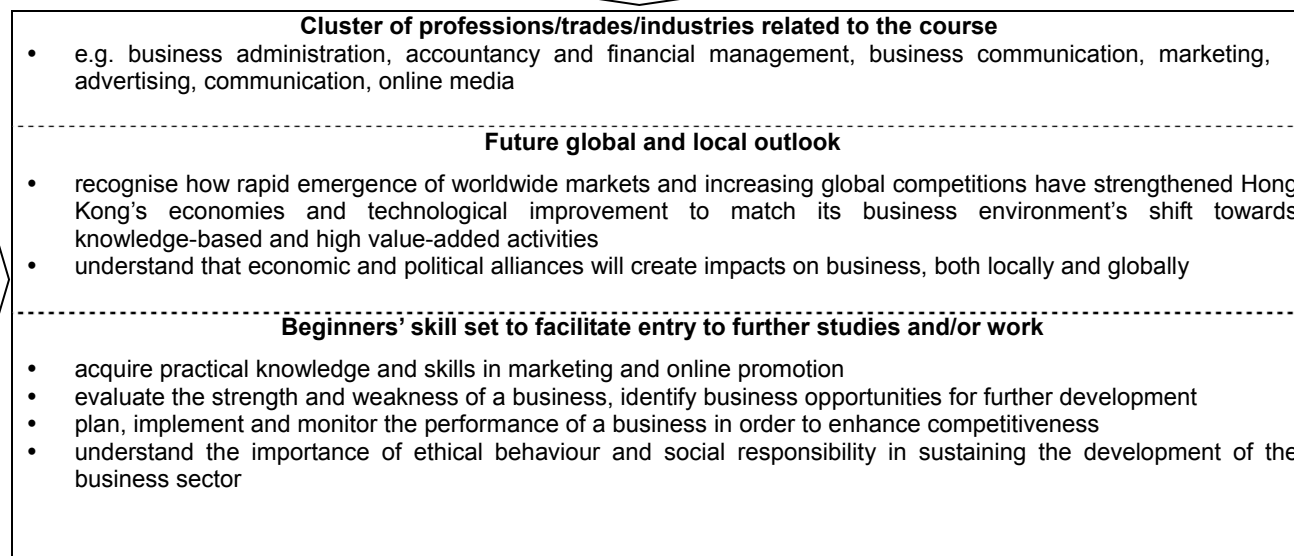 Cluster of professions/trades/industries related to the course
• e.g. business administration, accountancy and financial management, business communication, marketing,
advertising, communication, online media
Future global and local outlook
• recognise how rapid emergence of worldwide markets and increasing global competitions have strengthened Hong
Kong's economies and technological improvement to match its business environment's shift towards
knowledge-based and high value-added activities
• understand that economic and political alliances will create impacts on business, both locally and globally
Beginners' skill set to facilitate entry to further studies and/or work
• acquire practical knowledge and skills in marketing and online promotion
• evaluate the strength and weakness of a business, identify business opportunities for further development
• plan, implement and monitor the performance of a business in order to enhance competitiveness
• understand the importance of ethical behaviour and social responsibility in sustaining the development of the
business sector